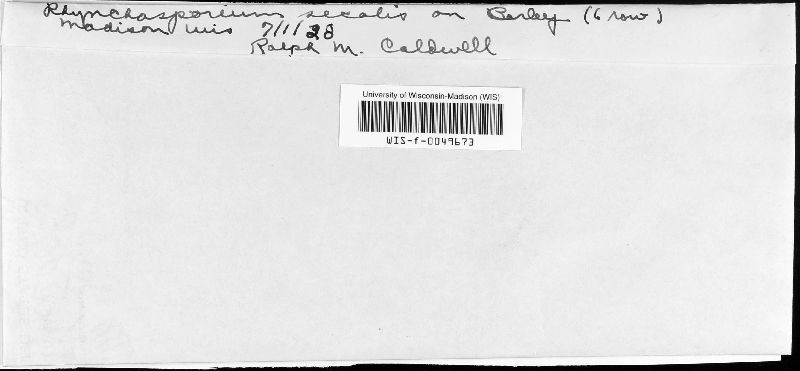 Rhynchosporium secalis on Barley (6 row)
Madison Wis 7/1/28
Ralph M. Caldwell
University of Wisconsin-Madison (WIS)
WIS-f-0049673